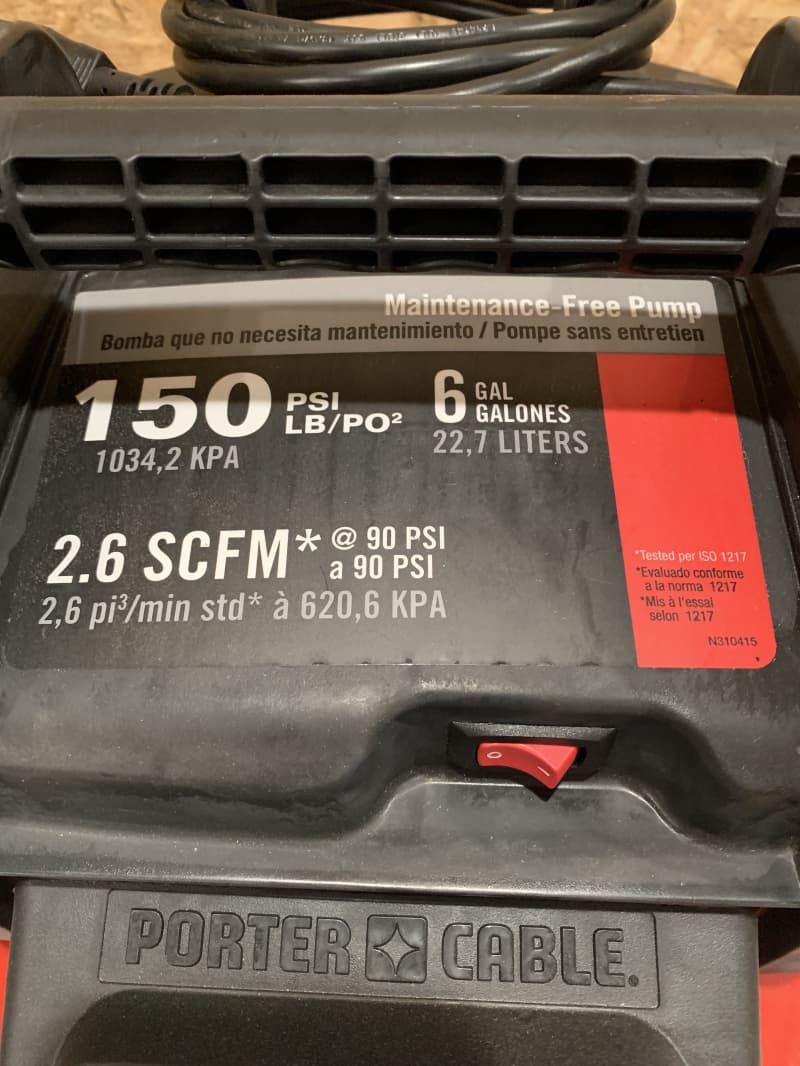 Maintenance-Free Pump
Bomba que no necesita mantenimiento / Pompe sans entretien
150 PSI
LB/PO²
1034,2 KPA
6 GAL
GALONES
22,7 LITERS
2.6 SCFM* @ 90 PSI
a 90 PSI
2,6 pi³/min std* à 620,6 KPA
*Tested per ISO 1217
*Evaluado conforme
a la norma 1217
*Mis à l'essai
selon 1217
N310415
O I
PORTER CABLE.